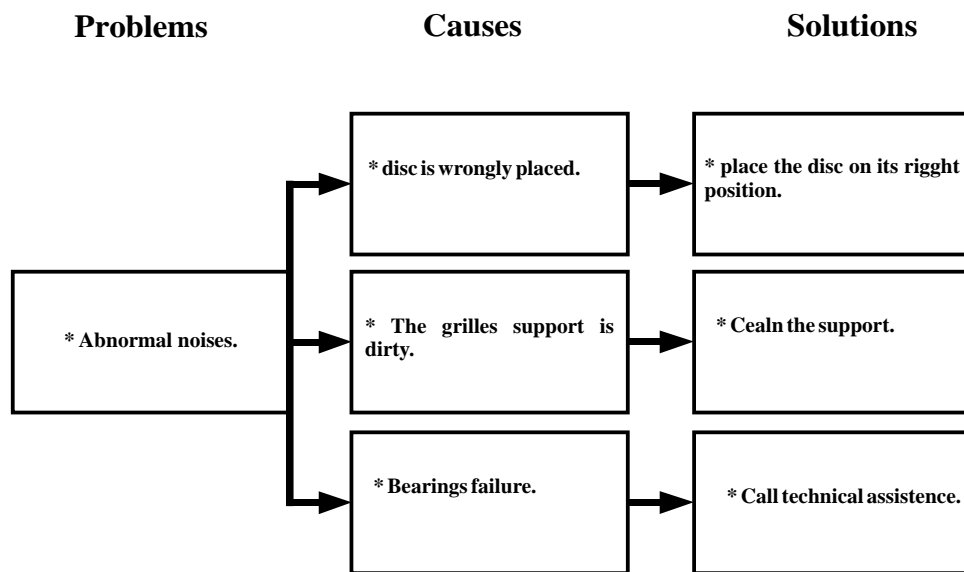 Problems Causes Solutions
* disc is wrongly placed.
* place the disc on its rigght
position.
* Abnormal noises.
* The grilles support is
dirty.
* Cealn the support.
* Bearings failure.
* Call technical assistence.